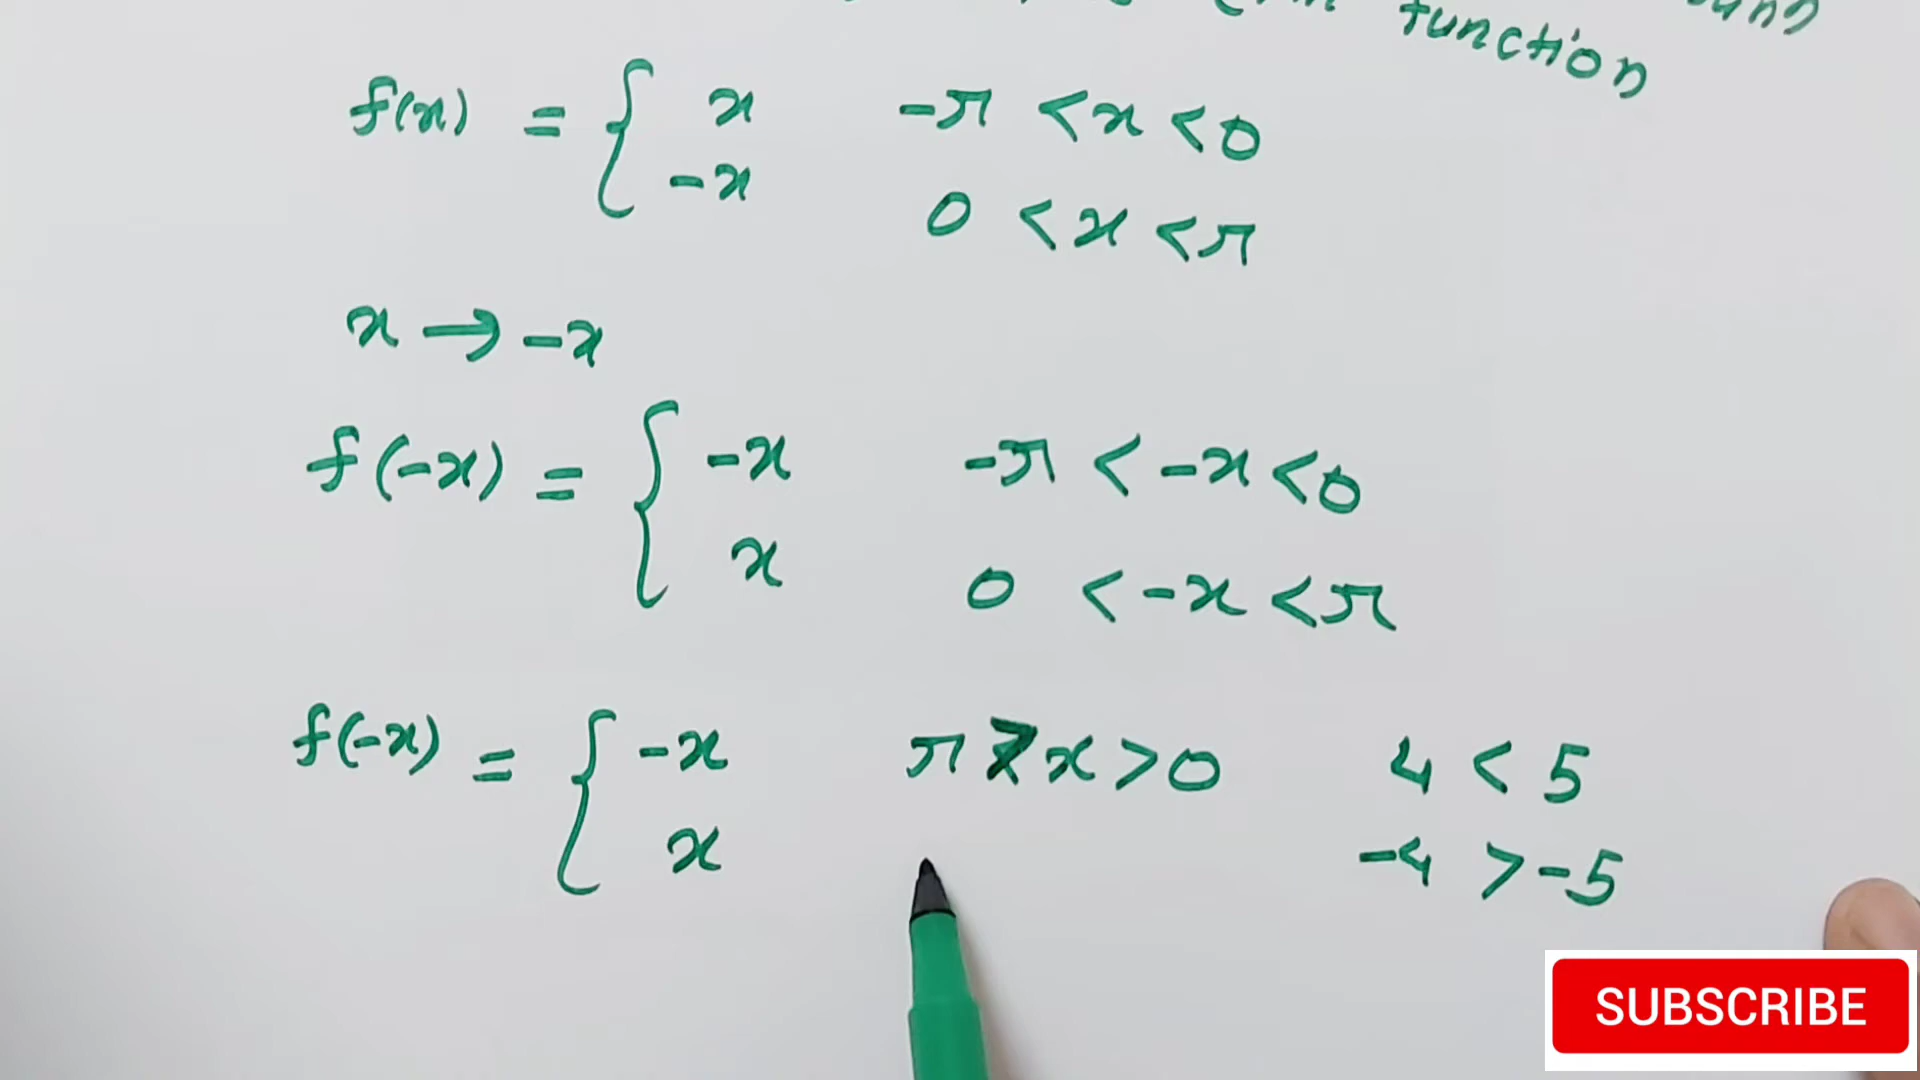 function
f(x) = { x -π < x < 0
-x 0 < x < π
x → -x
f(-x) = { -x -π < -x < 0
x 0 < -x < π
f(-x) = { -x π > x > 0 4 < 5
x -4 > -5
SUBSCRIBE